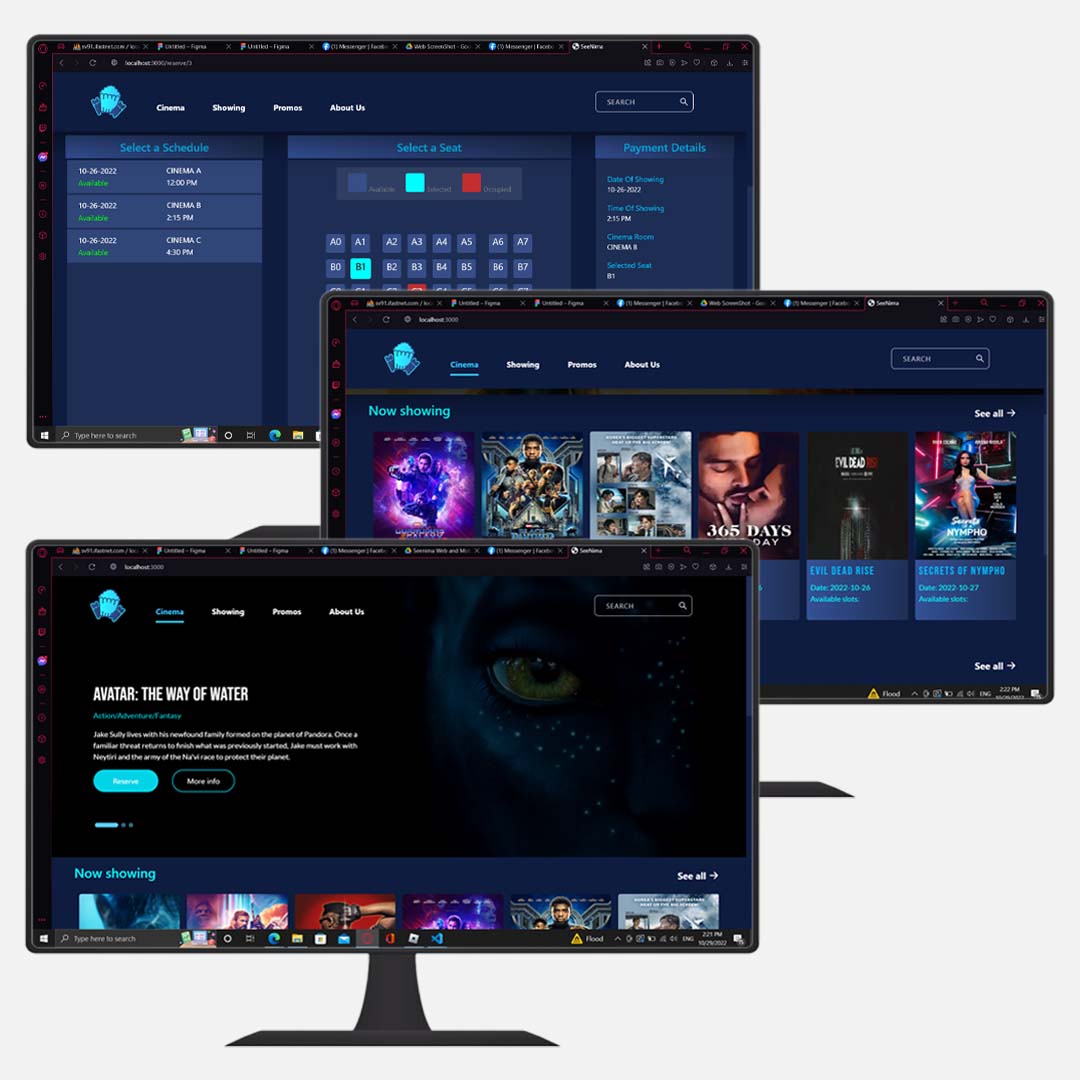 sv91.ifastnet.com / loc
Untitled – Figma
Untitled – Figma
(1) Messenger | Facebo
Web ScreenShot - Goo
(1) Messenger | Facebo
SeeNima
localhost:3000/reserve/3
Cinema
Showing
Promos
About Us
SEARCH
Select a Schedule
10-26-2022
CINEMA A
Available
12:00 PM
10-26-2022
CINEMA B
Available
2:15 PM
10-26-2022
CINEMA C
Available
4:30 PM
Select a Seat
Available
Selected
Occupied
A0 A1 A2 A3 A4 A5 A6 A7
B0 B1 B2 B3 B4 B5 B6 B7
Payment Details
Date Of Showing
10-26-2022
Time Of Showing
2:15 PM
Cinema Room
CINEMA B
Selected Seat
B1
Type here to search
sv91.ifastnet.com / loc
Untitled – Figma
Untitled – Figma
(1) Messenger | Facebo
Web ScreenShot - Goo
(1) Messenger | Facebo
SeeNima
localhost:3000
Cinema
Showing
Promos
About Us
SEARCH
Now showing
See all
365 DAYS
DAY
EVIL DEAD RISE
Secrets of
NYMPHO
EVIL DEAD RISE
Date: 2022-10-26
Available slots:
SECRETS OF NYMPHO
Date: 2022-10-27
Available slots:
See all
Flood
ENG
2:22 PM
10/29/2022
sv91.ifastnet.com / loc
Untitled – Figma
Untitled – Figma
(1) Messenger | Facebo
Seenima Web and Mo
(1) Messenger | Facebo
SeeNima
localhost:3000
Cinema
Showing
Promos
About Us
SEARCH
AVATAR: THE WAY OF WATER
Action/Adventure/Fantasy
Jake Sully lives with his newfound family formed on the planet of Pandora. Once a
familiar threat returns to finish what was previously started, Jake must work with
Neytiri and the army of the Na'vi race to protect their planet.
Reserve
More info
Now showing
See all
Type here to search
Flood
ENG
2:21 PM
10/29/2022